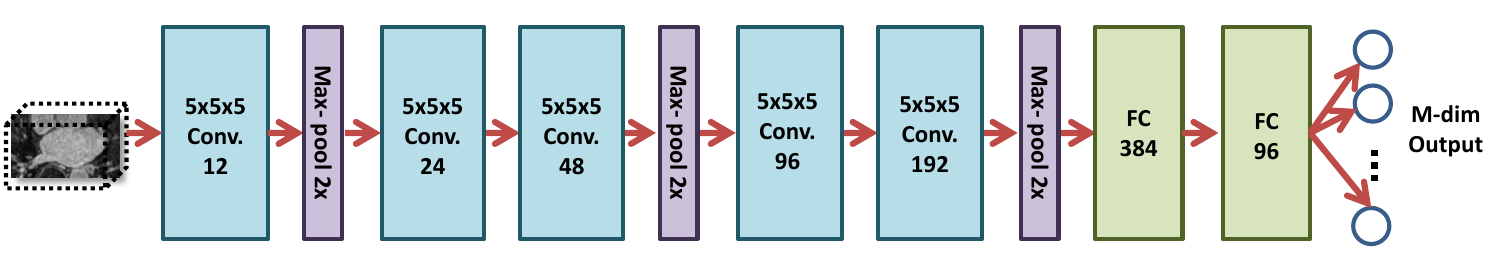 5x5x5
Conv.
12
Max- pool 2x
5x5x5
Conv.
24
5x5x5
Conv.
48
Max- pool 2x
5x5x5
Conv.
96
5x5x5
Conv.
192
Max- pool 2x
FC
384
FC
96
M-dim
Output